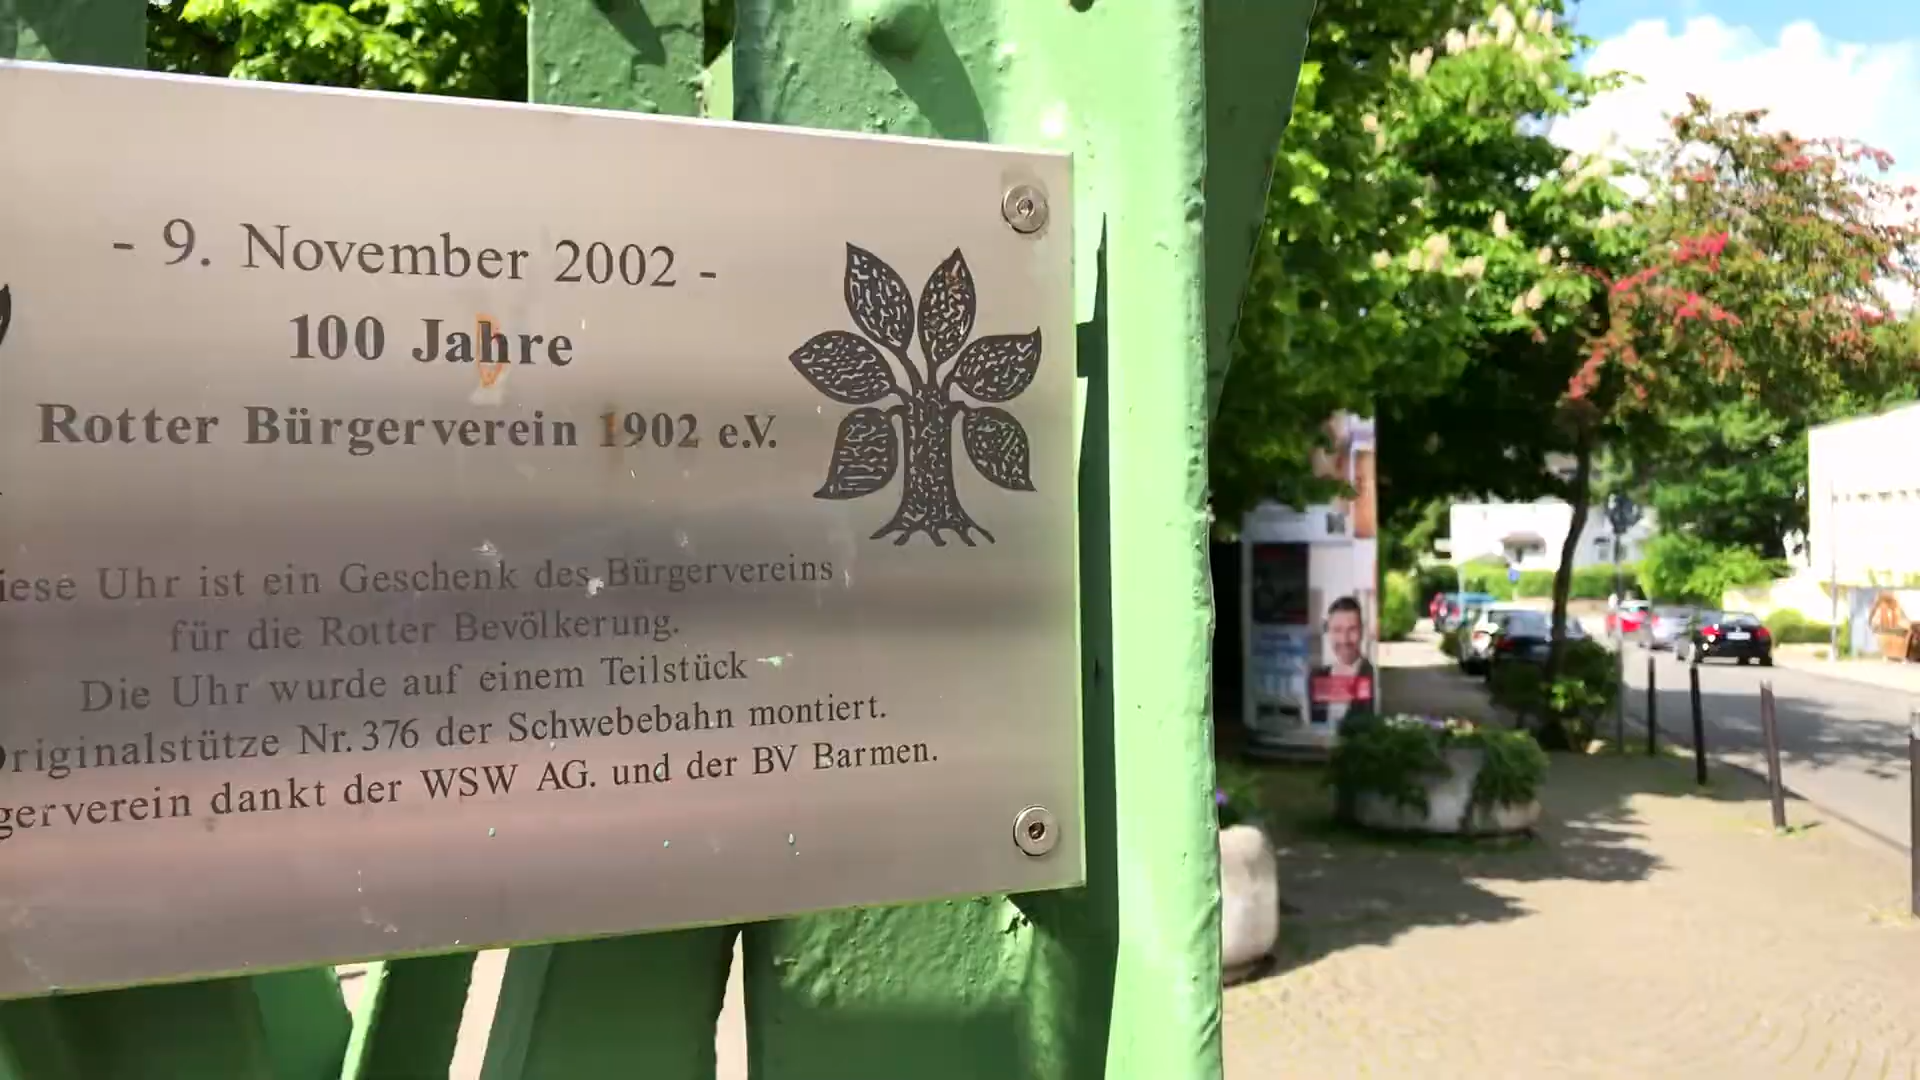 - 9. November 2002 -
100 Jahre
Rotter Bürgerverein 1902 e.V.
iese Uhr ist ein Geschenk des Bürgervereins
für die Rotter Bevölkerung.
Die Uhr wurde auf einem Teilstück
Originalstütze Nr. 376 der Schwebebahn montiert.
gerverein dankt der WSW AG. und der BV Barmen.